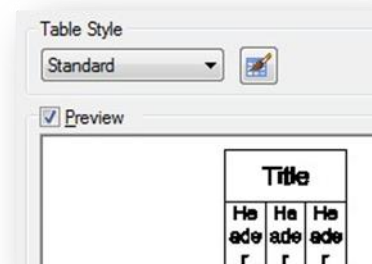 Table Style
Standard
Preview
Title
He He He
ade ade ade
r r r